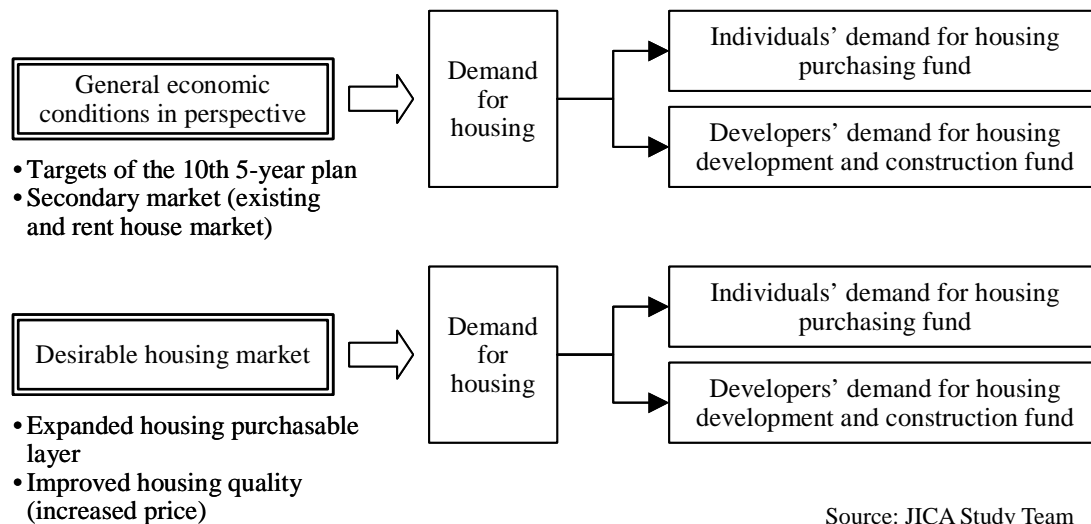 General economic
conditions in perspective
• Targets of the 10th 5-year plan
• Secondary market (existing
and rent house market)
Demand
for
housing
Individuals’ demand for housing
purchasing fund
Developers’ demand for housing
development and construction fund
Desirable housing market
• Expanded housing purchasable
layer
• Improved housing quality
(increased price)
Demand
for
housing
Individuals’ demand for housing
purchasing fund
Developers’ demand for housing
development and construction fund
Source: JICA Study Team